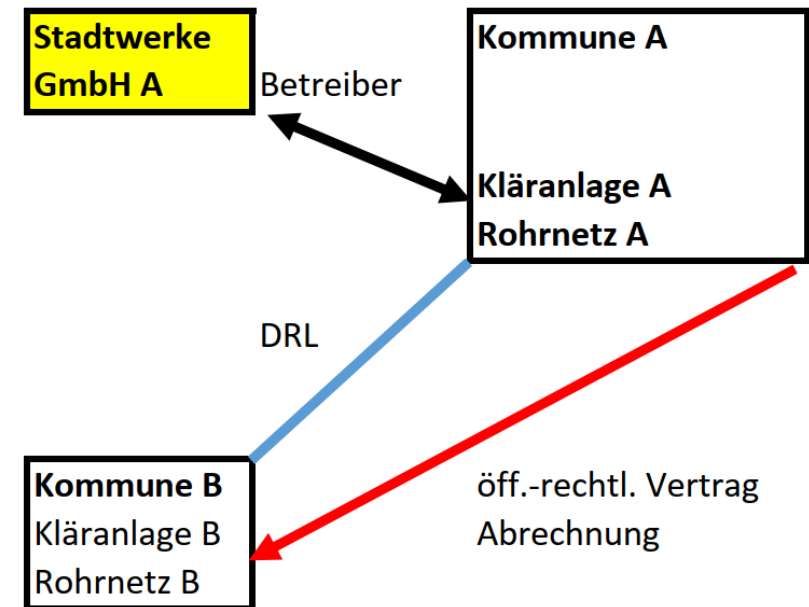 Stadtwerke
GmbH A
Betreiber
Kommune A
Kläranlage A
Rohrnetz A
DRL
Kommune B
Kläranlage B
Rohrnetz B
öff.-rechtl. Vertrag
Abrechnung